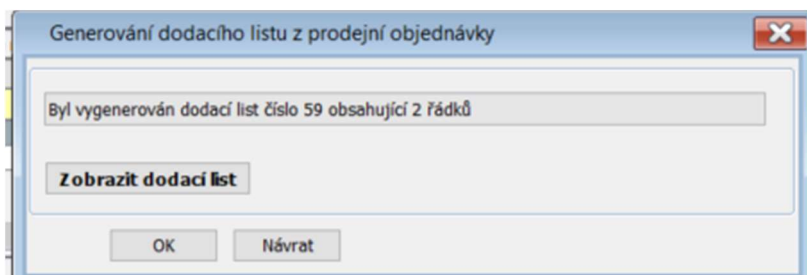 Generování dodacího listu z prodejní objednávky
Byl vygenerován dodací list číslo 59 obsahující 2 řádků
Zobrazit dodací list
OK Návrat